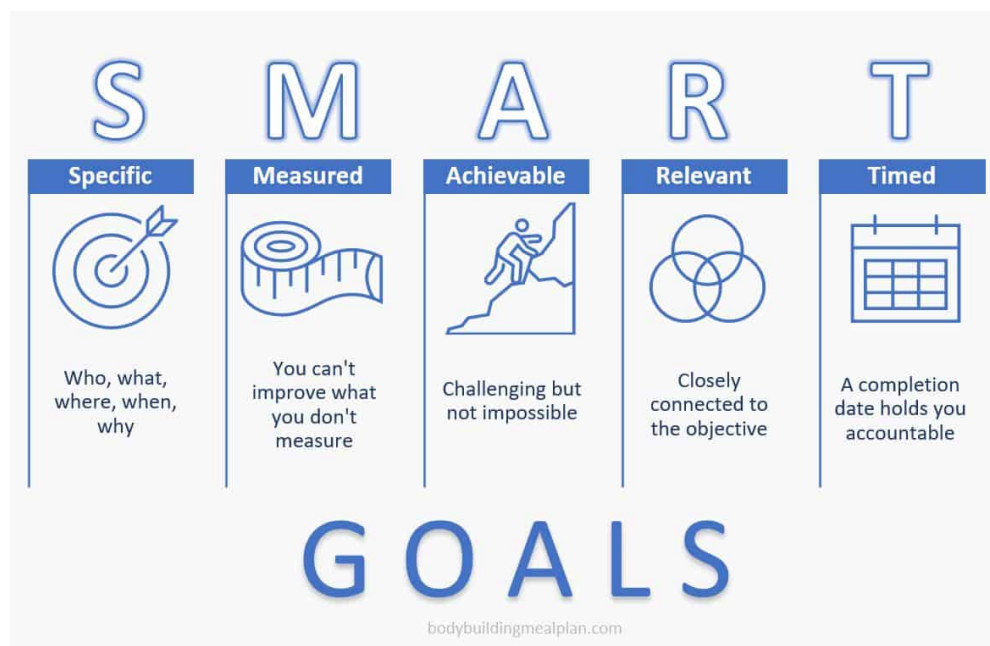 S M A R T
Specific
Measured
Achievable
Relevant
Timed
Who, what,
where, when,
why
You can't
improve what
you don't
measure
Challenging but
not impossible
Closely
connected to
the objective
A completion
date holds you
accountable
GOALS
bodybuildingmealplan.com